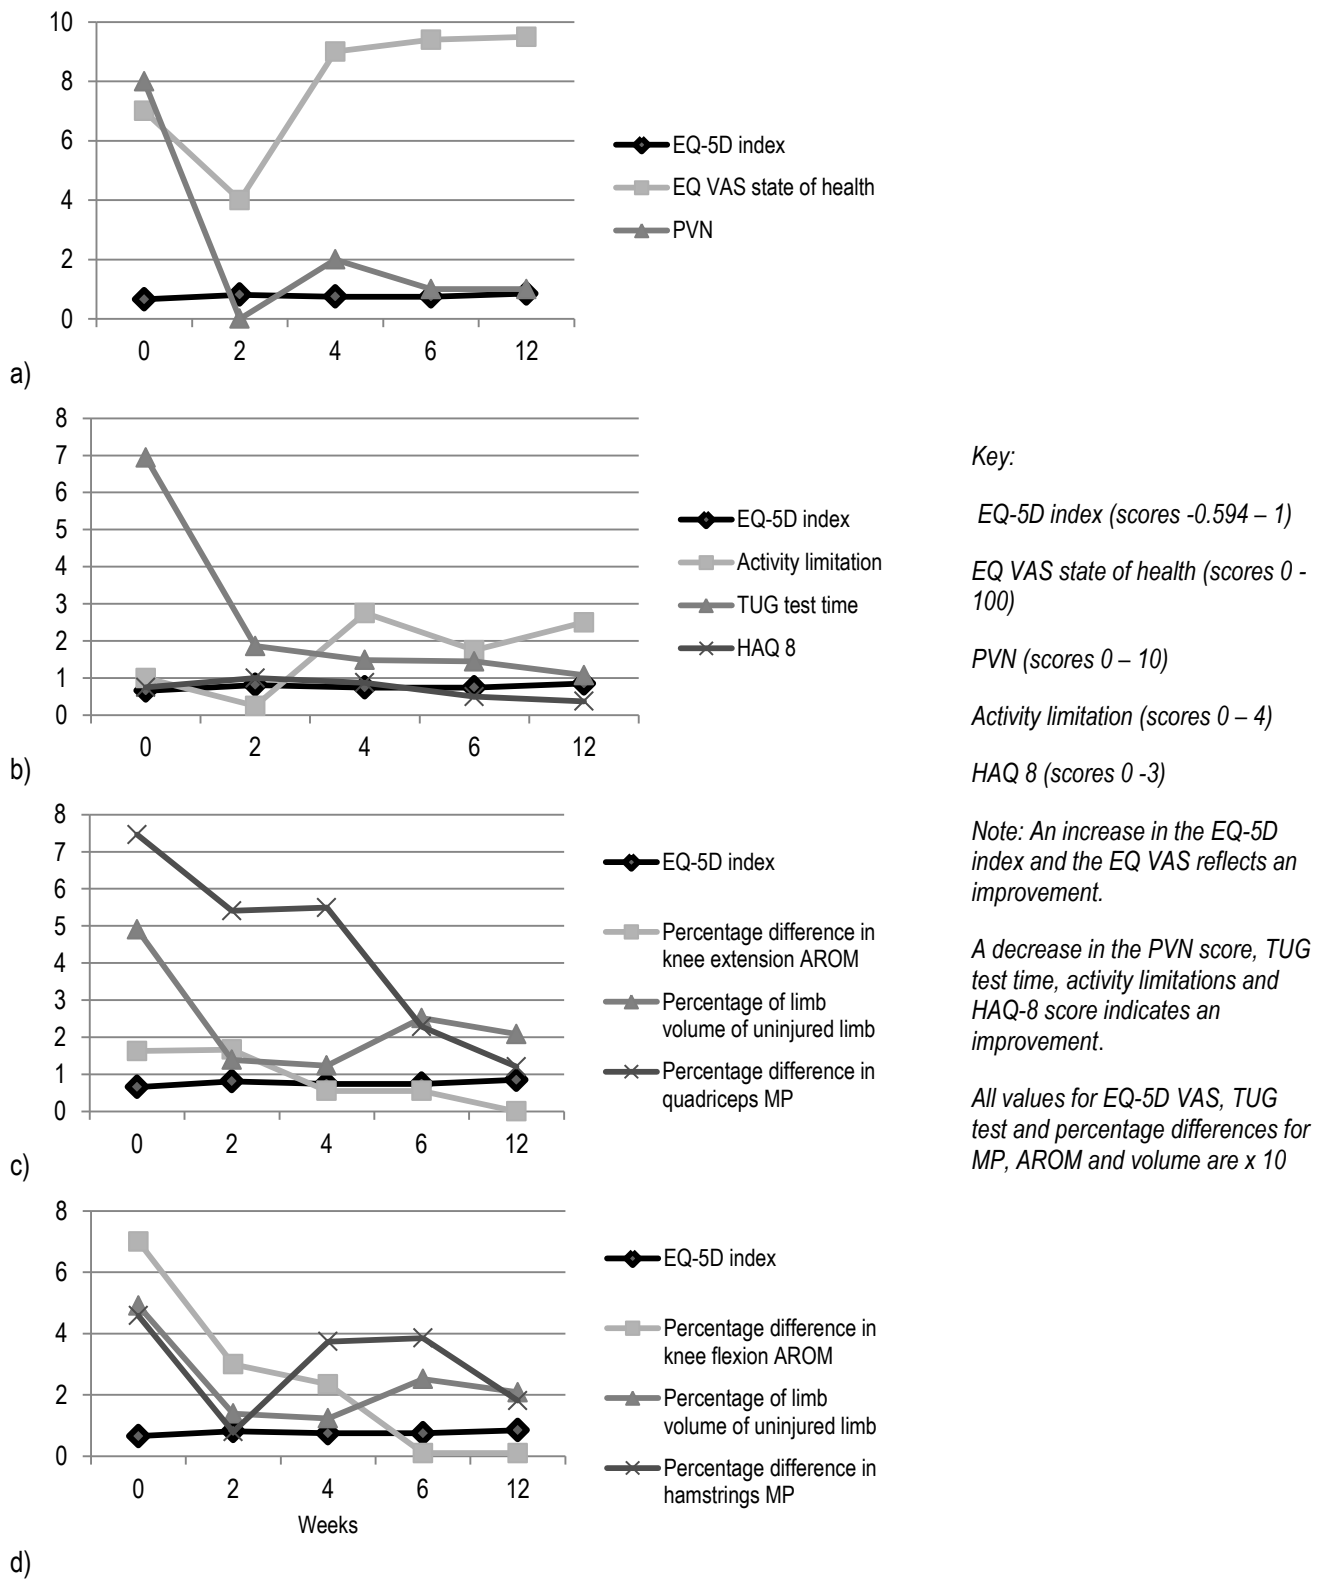 10
8
6
4
2
0
0 2 4 6 12
EQ-5D index
EQ VAS state of health
PVN
a)
8
7
6
5
4
3
2
1
0
0 2 4 6 12
EQ-5D index
Activity limitation
TUG test time
HAQ 8
b)
8
7
6
5
4
3
2
1
0
0 2 4 6 12
EQ-5D index
Percentage difference in
knee extension AROM
Percentage of limb
volume of uninjured limb
Percentage difference in
quadriceps MP
c)
8
6
4
2
0
0 2 4 6 12
Weeks
EQ-5D index
Percentage difference in
knee flexion AROM
Percentage of limb
volume of uninjured limb
Percentage difference in
hamstrings MP
d)
Key:
EQ-5D index (scores -0.594 – 1)
EQ VAS state of health (scores 0 -
100)
PVN (scores 0 – 10)
Activity limitation (scores 0 – 4)
HAQ 8 (scores 0 -3)
Note: An increase in the EQ-5D
index and the EQ VAS reflects an
improvement.
A decrease in the PVN score, TUG
test time, activity limitations and
HAQ-8 score indicates an
improvement.
All values for EQ-5D VAS, TUG
test and percentage differences for
MP, AROM and volume are x 10